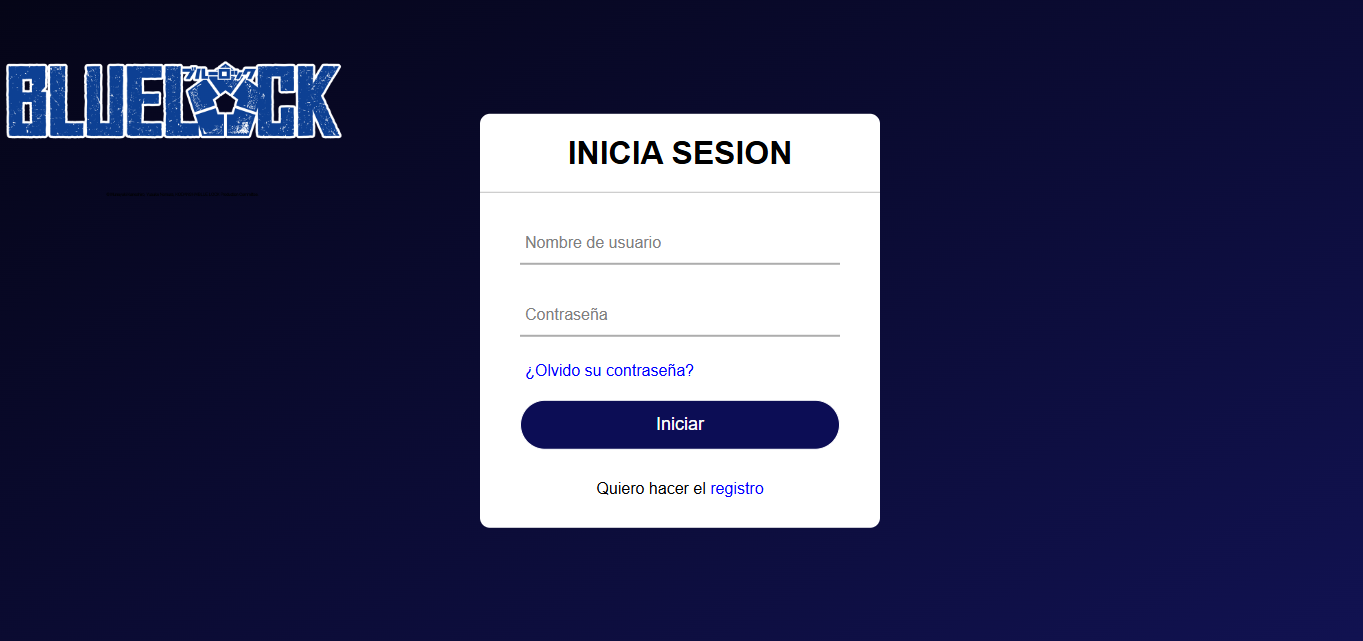 ブルーロック
BLUELOCK
INICIA SESION
Nombre de usuario
Contraseña
¿Olvido su contraseña?
Iniciar
Quiero hacer el registro